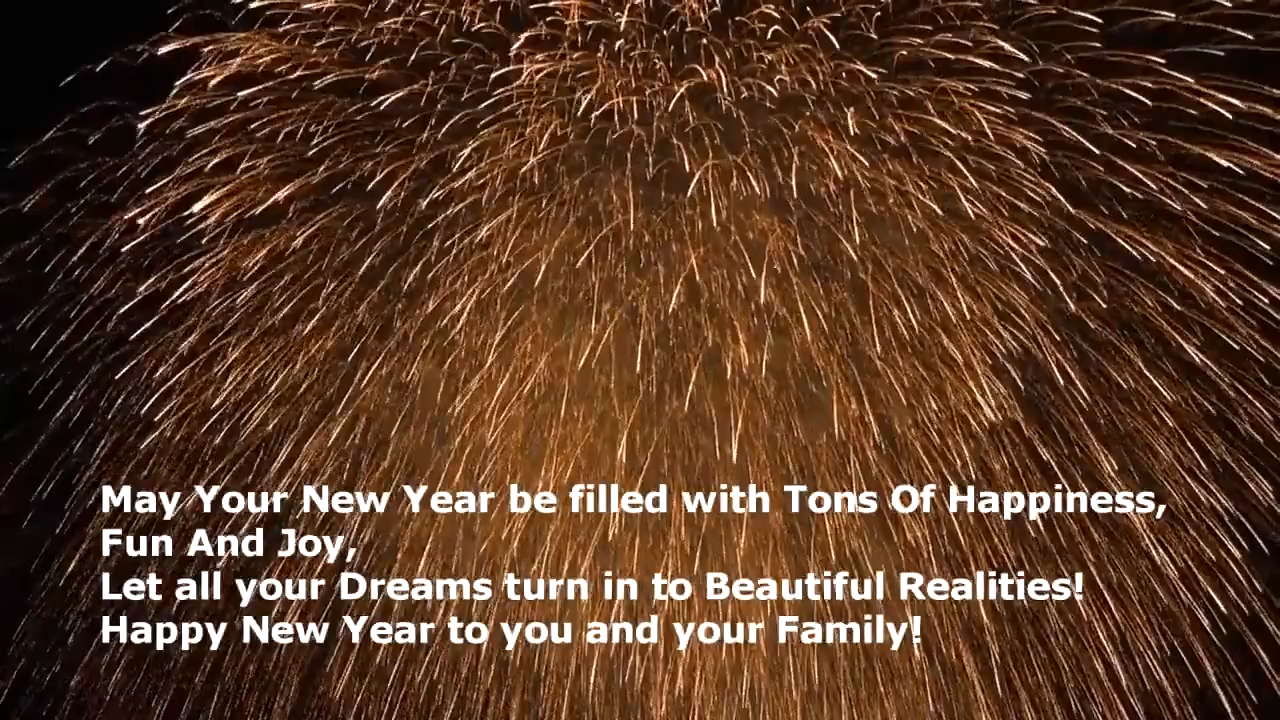 May Your New Year be filled with Tons Of Happiness,
Fun And Joy,
Let all your Dreams turn in to Beautiful Realities!
Happy New Year to you and your Family!